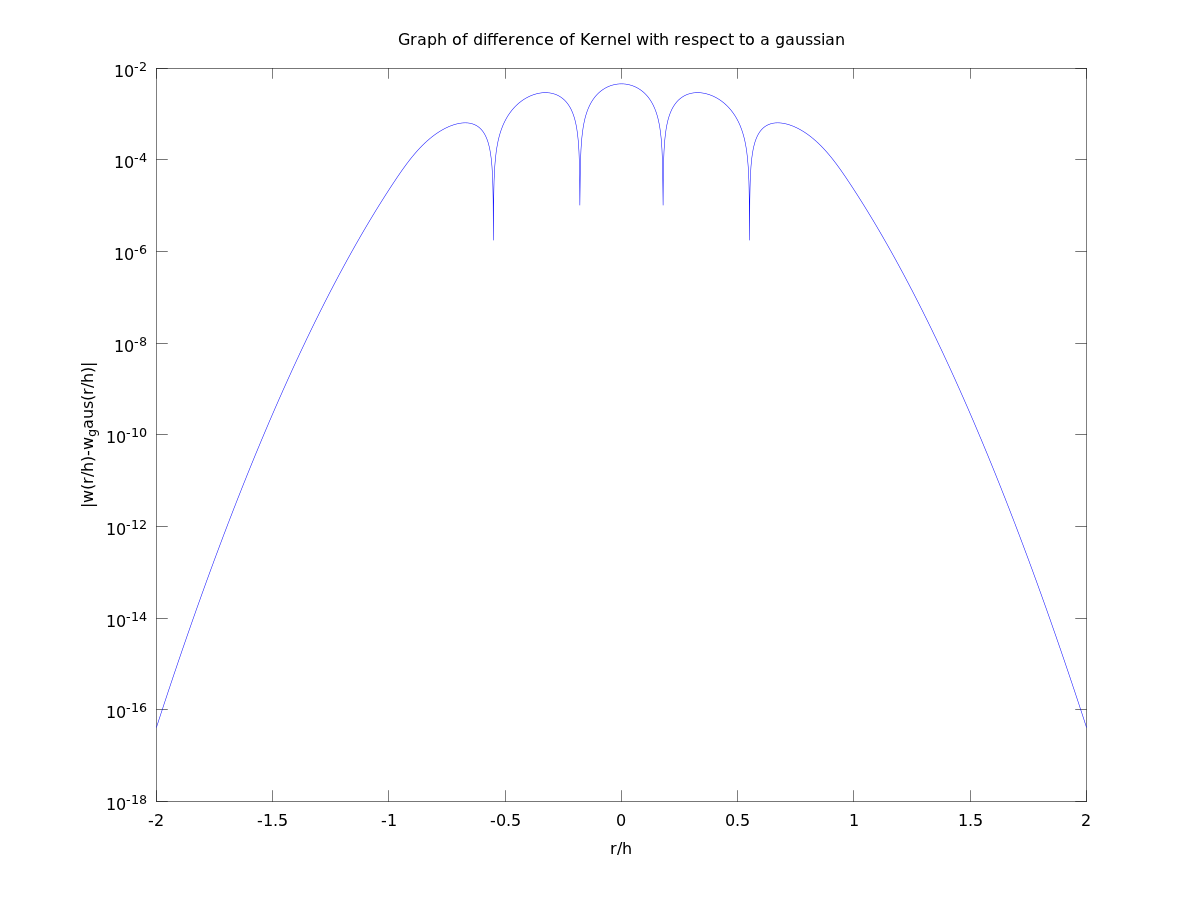 Graph of difference of Kernel with respect to a gaussian
10^-2
10^-4
10^-6
10^-8
10^-10
10^-12
10^-14
10^-16
10^-18
|w(r/h)-w_gaus(r/h)|
-2 -1.5 -1 -0.5 0 0.5 1 1.5 2
r/h